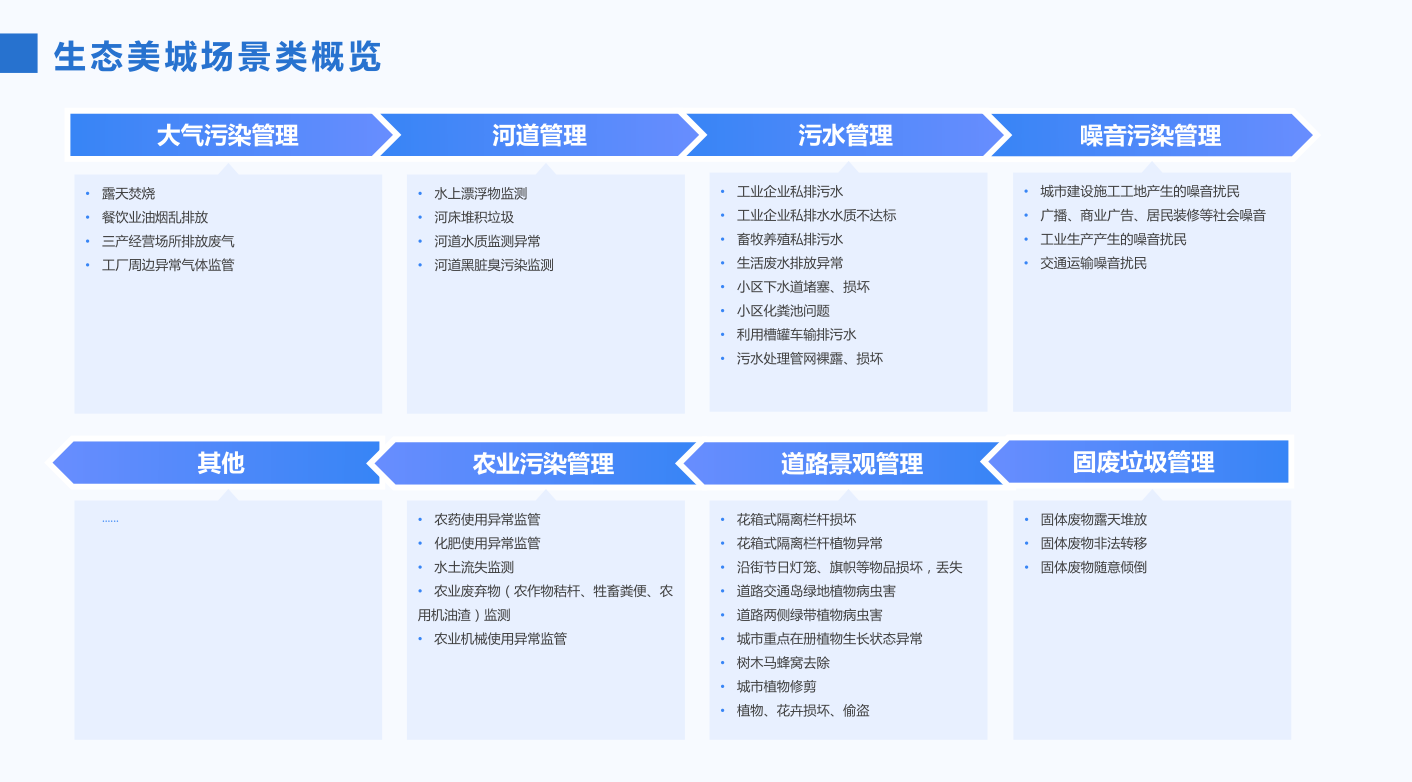 生态美城场景类概览
大气污染管理
• 露天焚烧
• 餐饮业油烟乱排放
• 三产经营场所排放废气
• 工厂周边异常气体监管
河道管理
• 水上漂浮物监测
• 河床堆积垃圾
• 河道水质监测异常
• 河道黑脏臭污染监测
污水管理
• 工业企业私排污水
• 工业企业私排水水质不达标
• 畜牧养殖私排污水
• 生活废水排放异常
• 小区下水道堵塞、损坏
• 小区化粪池问题
• 利用槽罐车输排污水
• 污水处理管网裸露、损坏
噪音污染管理
• 城市建设施工工地产生的噪音扰民
• 广播、商业广告、居民装修等社会噪音
• 工业生产产生的噪音扰民
• 交通运输噪音扰民
其他
......
农业污染管理
• 农药使用异常监管
• 化肥使用异常监管
• 水土流失监测
• 农业废弃物（农作物秸秆、牲畜粪便、农
用机油渣）监测
• 农业机械使用异常监管
道路景观管理
• 花箱式隔离栏杆损坏
• 花箱式隔离栏杆植物异常
• 沿街节日灯笼、旗帜等物品损坏，丢失
• 道路交通岛绿地植物病虫害
• 道路两侧绿带植物病虫害
• 城市重点在册植物生长状态异常
• 树木马蜂窝去除
• 城市植物修剪
• 植物、花卉损坏、偷盗
固废垃圾管理
• 固体废物露天堆放
• 固体废物非法转移
• 固体废物随意倾倒